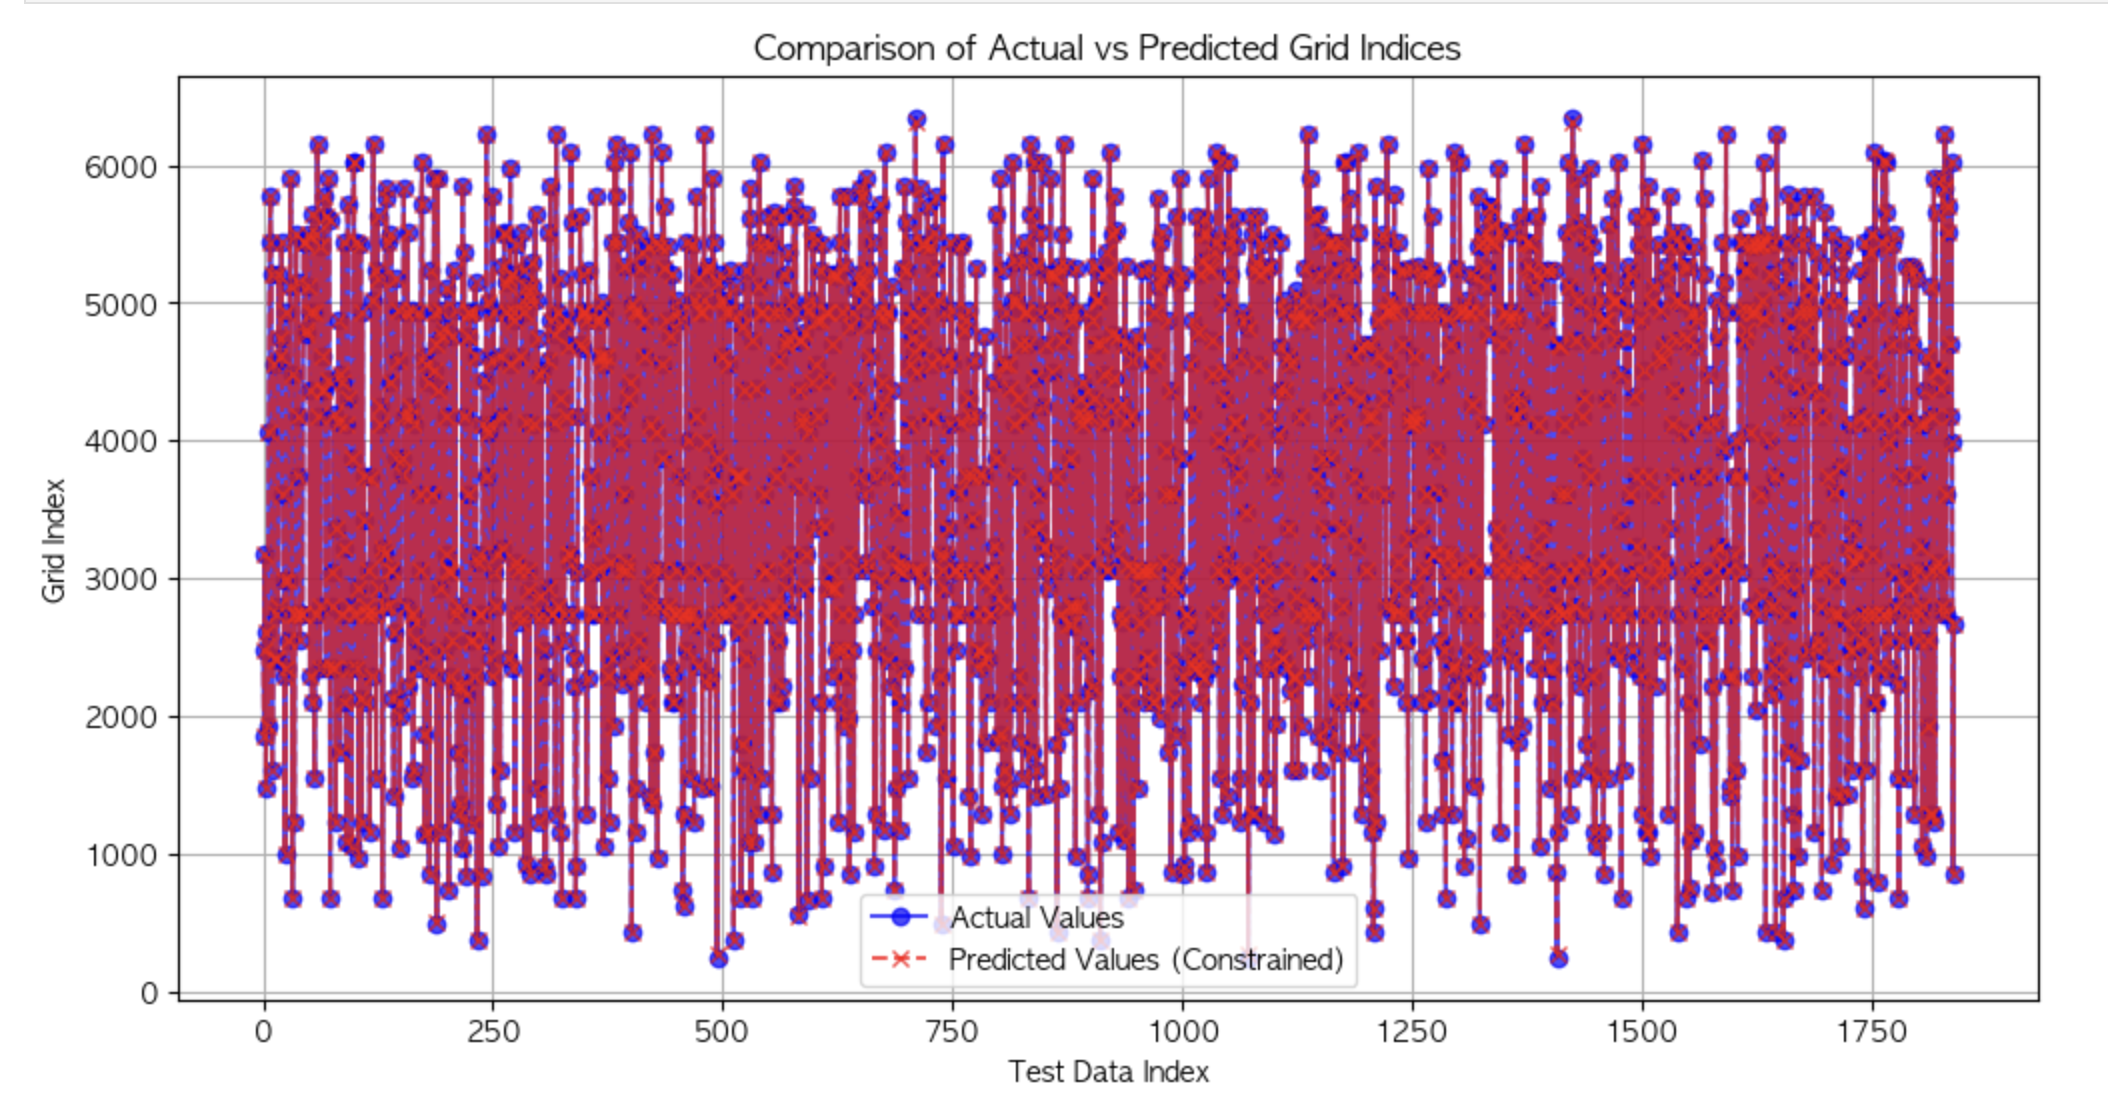 Comparison of Actual vs Predicted Grid Indices
Grid Index
6000
5000
4000
3000
2000
1000
0
Actual Values
Predicted Values (Constrained)
0 250 500 750 1000 1250 1500 1750
Test Data Index